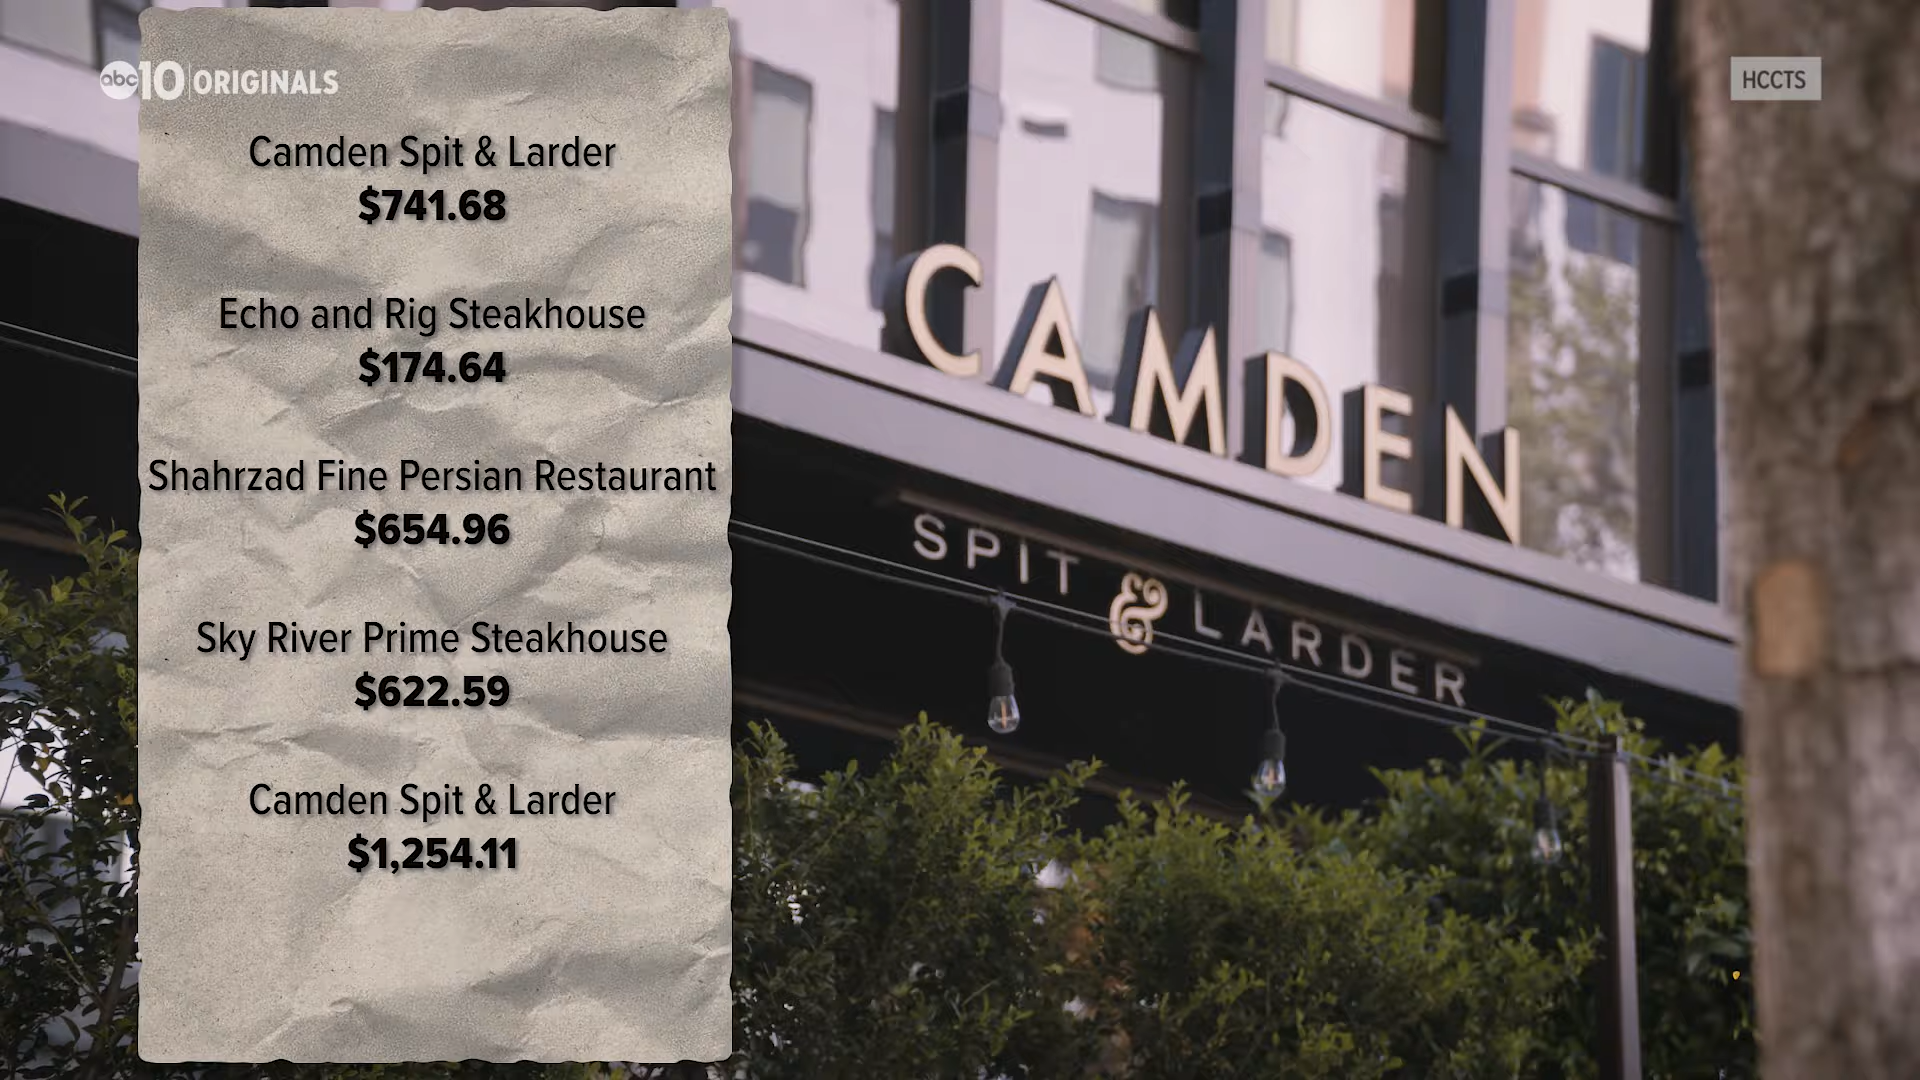 abc10 ORIGINALS
HCCTS
Camden Spit & Larder
$741.68
Echo and Rig Steakhouse
$174.64
Shahrzad Fine Persian Restaurant
$654.96
Sky River Prime Steakhouse
$622.59
Camden Spit & Larder
$1,254.11
CAMDEN
SPIT & LARDER